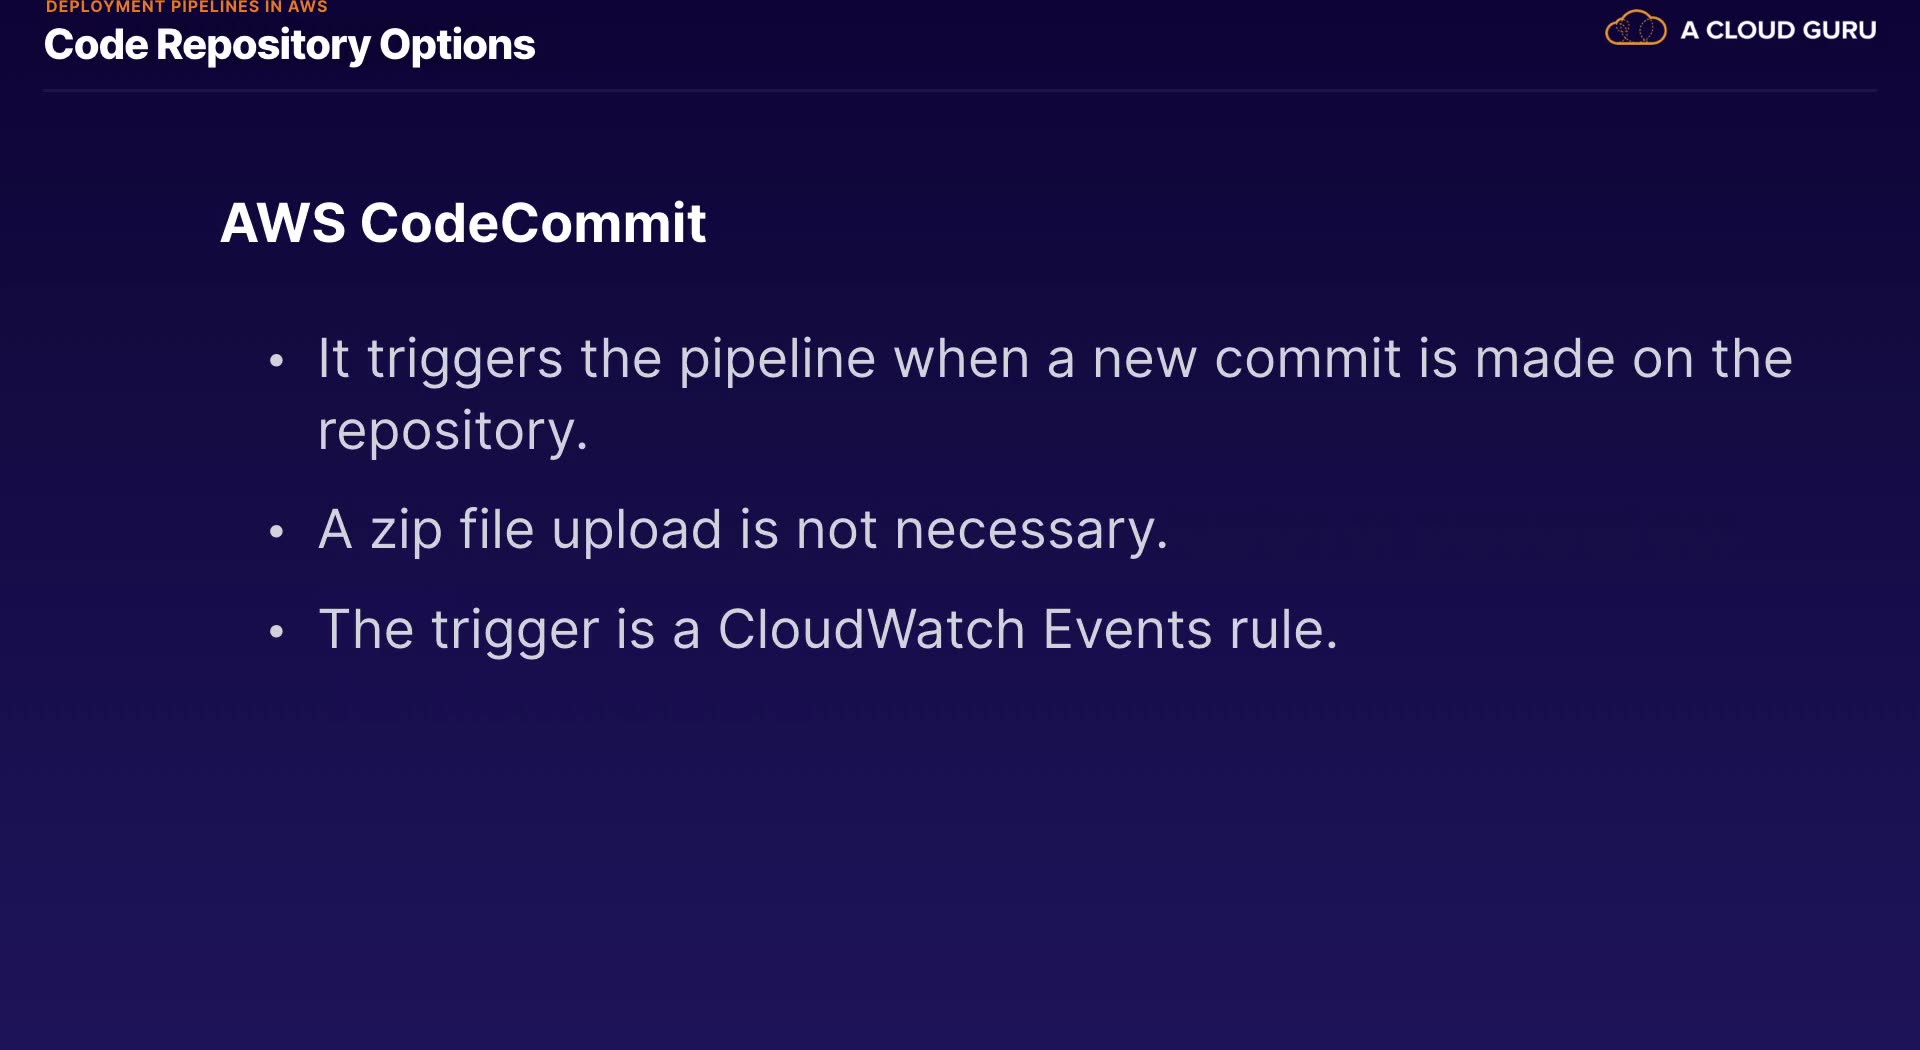 DEPLOYMENT PIPELINES IN AWS
Code Repository Options
A CLOUD GURU
AWS CodeCommit
• It triggers the pipeline when a new commit is made on the
repository.
• A zip file upload is not necessary.
• The trigger is a CloudWatch Events rule.